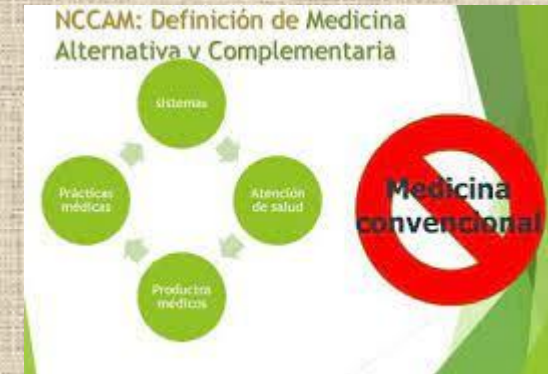 NCCAM: Definición de Medicina
Alternativa y Complementaria
sistemas
Atención
de salud
Productos
médicos
Prácticas
médicas
Medicina
convencional